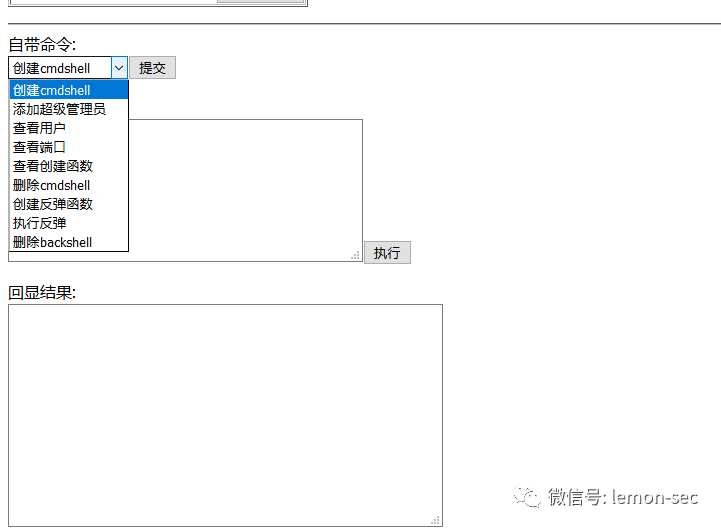 自带命令:
创建cmdshell
提交
创建cmdshell
添加超级管理员
查看用户
查看端口
查看创建函数
删除cmdshell
创建反弹函数
执行反弹
删除backshell
执行
回显结果:
微信号: lemon-sec